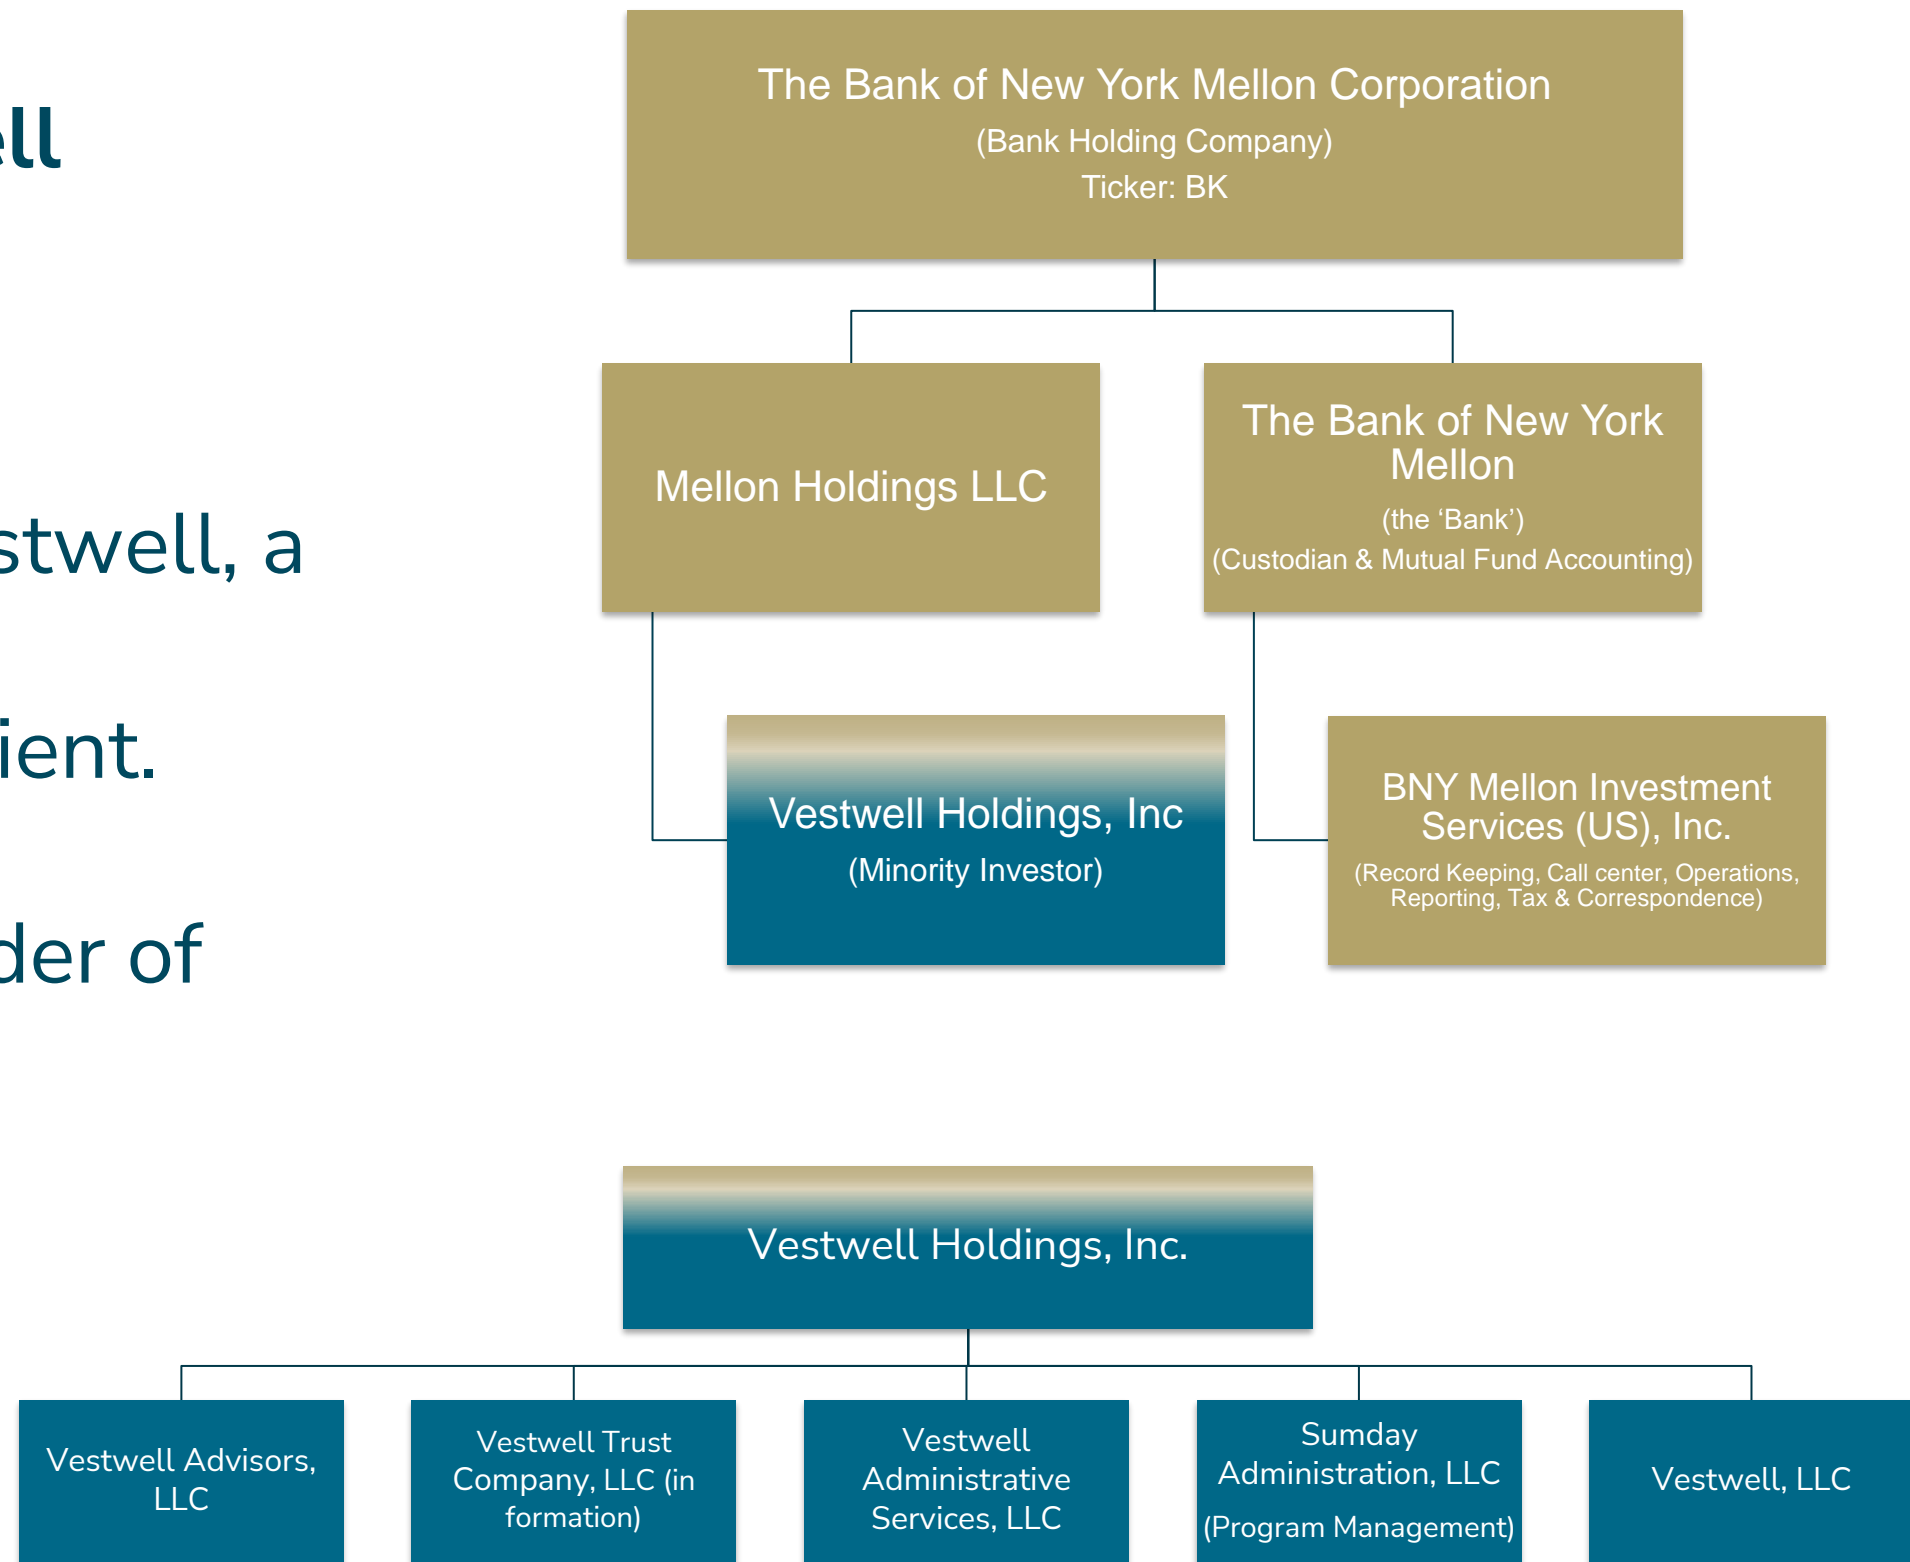 ell
stwell, a
ient.
der of
The Bank of New York Mellon Corporation
(Bank Holding Company)
Ticker: BK
Mellon Holdings LLC
The Bank of New York
Mellon
(the ‘Bank’)
(Custodian & Mutual Fund Accounting)
Vestwell Holdings, Inc
(Minority Investor)
BNY Mellon Investment
Services (US), Inc.
(Record Keeping, Call center, Operations,
Reporting, Tax & Correspondence)
Vestwell Holdings, Inc.
Vestwell Advisors,
LLC
Vestwell Trust
Company, LLC (in
formation)
Vestwell
Administrative
Services, LLC
Sumday
Administration, LLC
(Program Management)
Vestwell, LLC